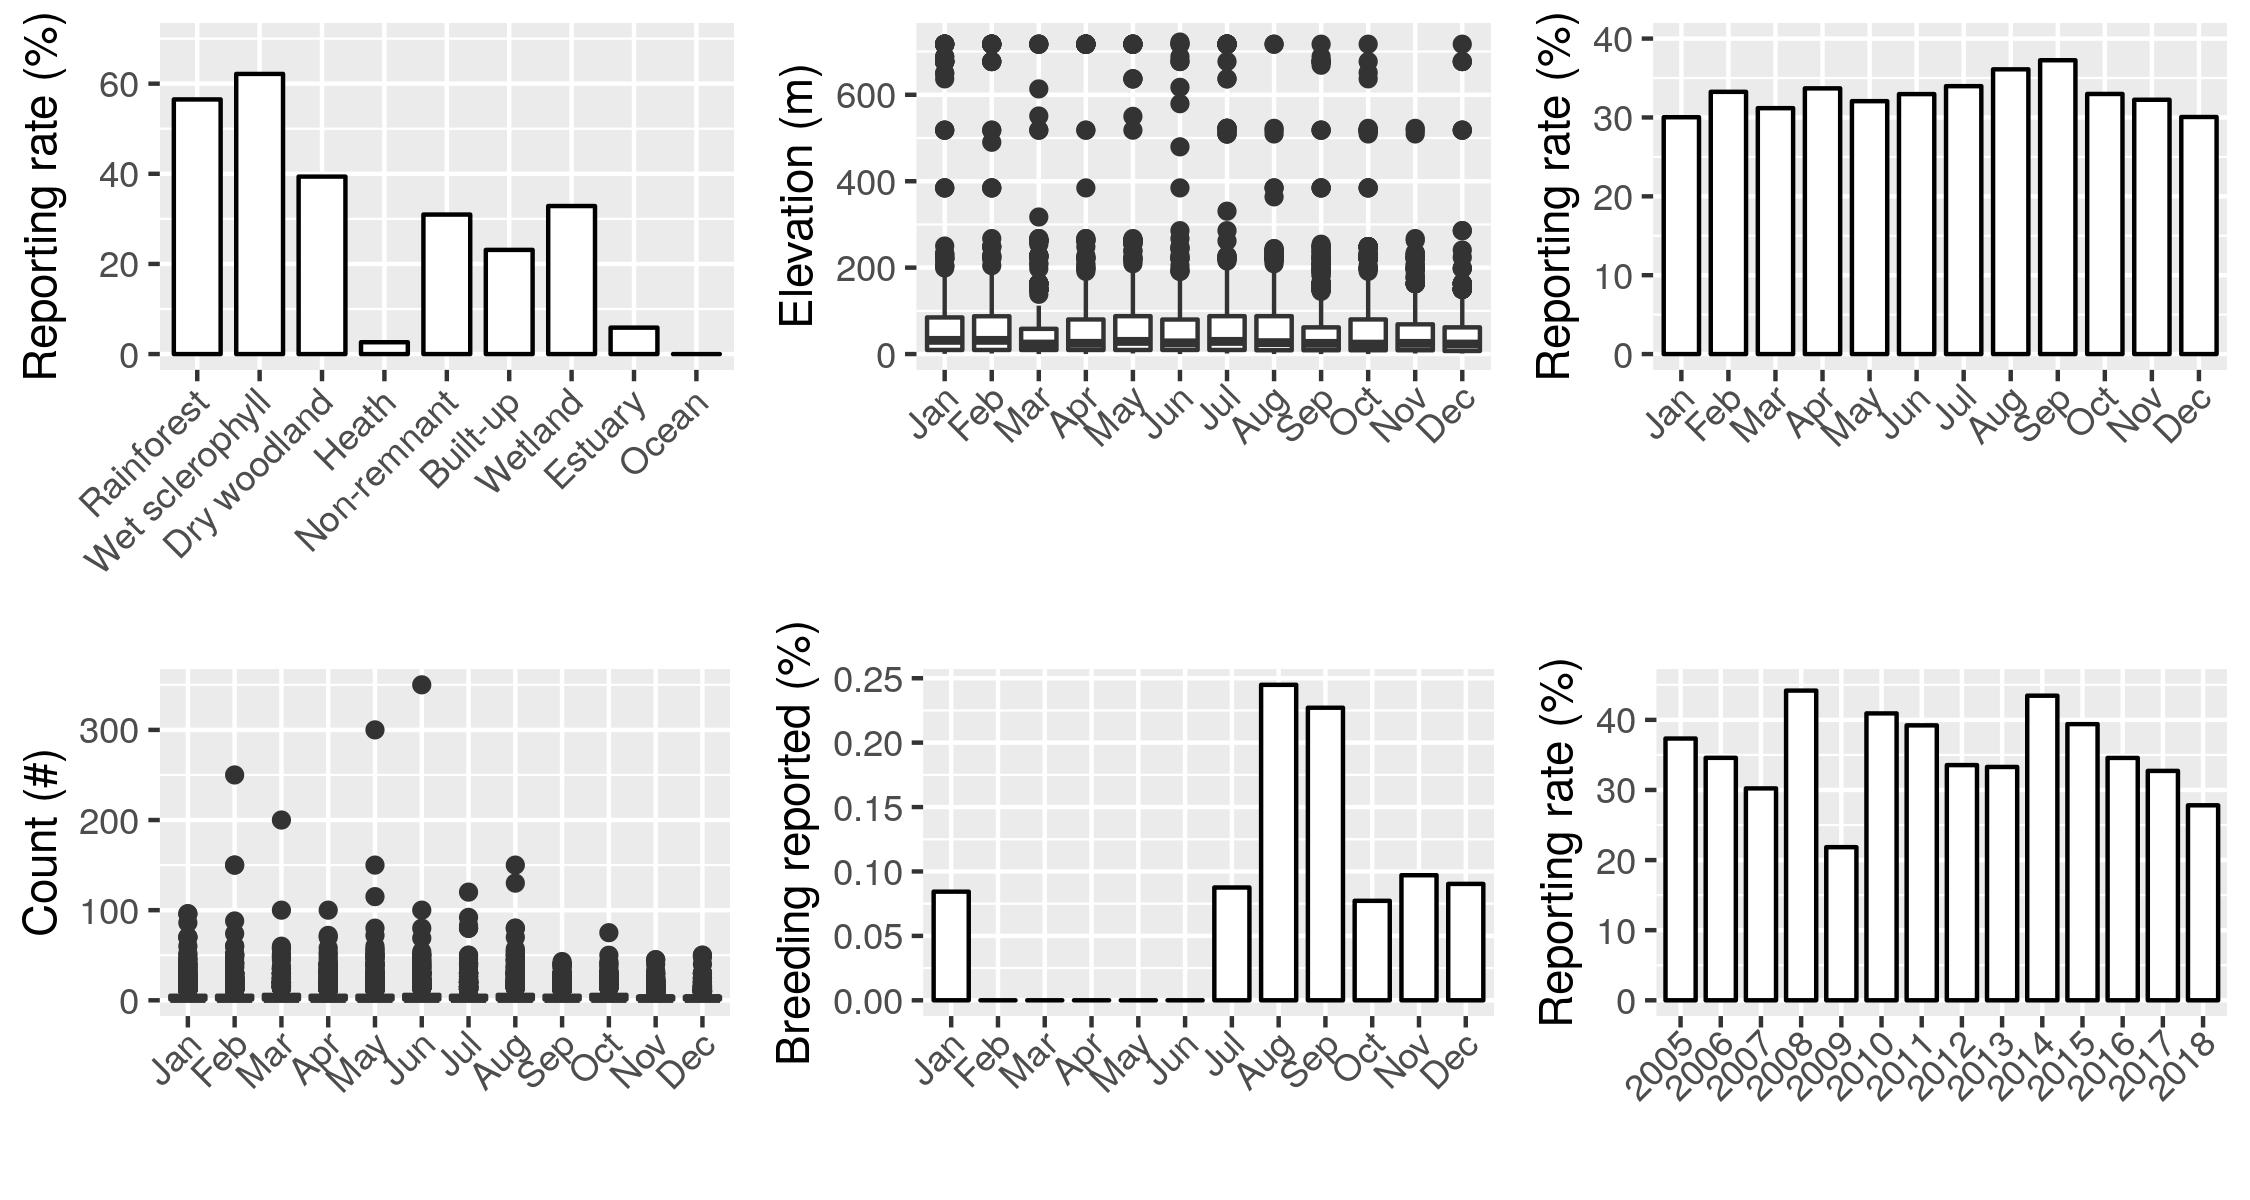 Reporting rate (%)
60
40
20
0
Rainforest
Wet sclerophyll
Dry woodland
Heath
Non-remnant
Built-up
Wetland
Estuary
Ocean
Elevation (m)
600
400
200
0
Jan
Feb
Mar
Apr
May
Jun
Jul
Aug
Sep
Oct
Nov
Dec
Reporting rate (%)
40
30
20
10
0
Jan
Feb
Mar
Apr
May
Jun
Jul
Aug
Sep
Oct
Nov
Dec
Count (#)
300
200
100
0
Jan
Feb
Mar
Apr
May
Jun
Jul
Aug
Sep
Oct
Nov
Dec
Breeding reported (%)
0.25
0.20
0.15
0.10
0.05
0.00
Jan
Feb
Mar
Apr
May
Jun
Jul
Aug
Sep
Oct
Nov
Dec
Reporting rate (%)
40
30
20
10
0
2005
2006
2007
2008
2009
2010
2011
2012
2013
2014
2015
2016
2017
2018